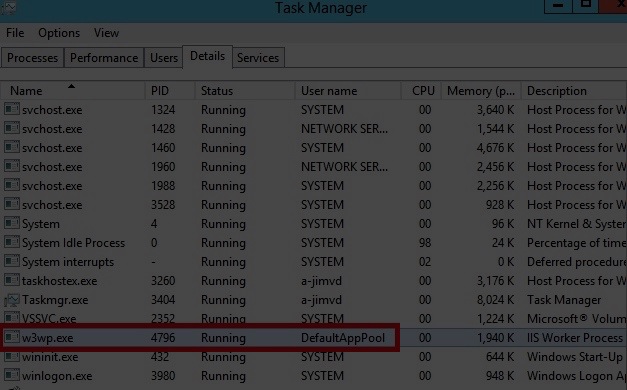 Task Manager
File Options View
Processes Performance Users Details Services
Name PID Status User name CPU Memory (p... Description
svchost.exe 1324 Running SYSTEM 00 3,640 K Host Process for W
svchost.exe 1428 Running NETWORK SER... 00 1,544 K Host Process for W
svchost.exe 1460 Running SYSTEM 00 4,676 K Host Process for W
svchost.exe 1960 Running NETWORK SER... 00 2,456 K Host Process for W
svchost.exe 1988 Running SYSTEM 00 2,256 K Host Process for W
svchost.exe 3528 Running SYSTEM 00 928 K Host Process for W
System 4 Running SYSTEM 00 96 K NT Kernel & System
System Idle Process 0 Running SYSTEM 98 24 K Percentage of time
System interrupts - Running SYSTEM 02 0 K Deferred procedure
taskhostex.exe 3260 Running a-jimvd 00 3,176 K Host Process for W
Taskmgr.exe 3404 Running a-jimvd 00 8,024 K Task Manager
VSSVC.exe 2352 Running SYSTEM 00 1,224 K Microsoft® Volum
w3wp.exe 4796 Running DefaultAppPool 00 1,940 K IIS Worker Process
wininit.exe 432 Running SYSTEM 00 644 K Windows Start-Up
winlogon.exe 3980 Running SYSTEM 00 948 K Windows Logon A